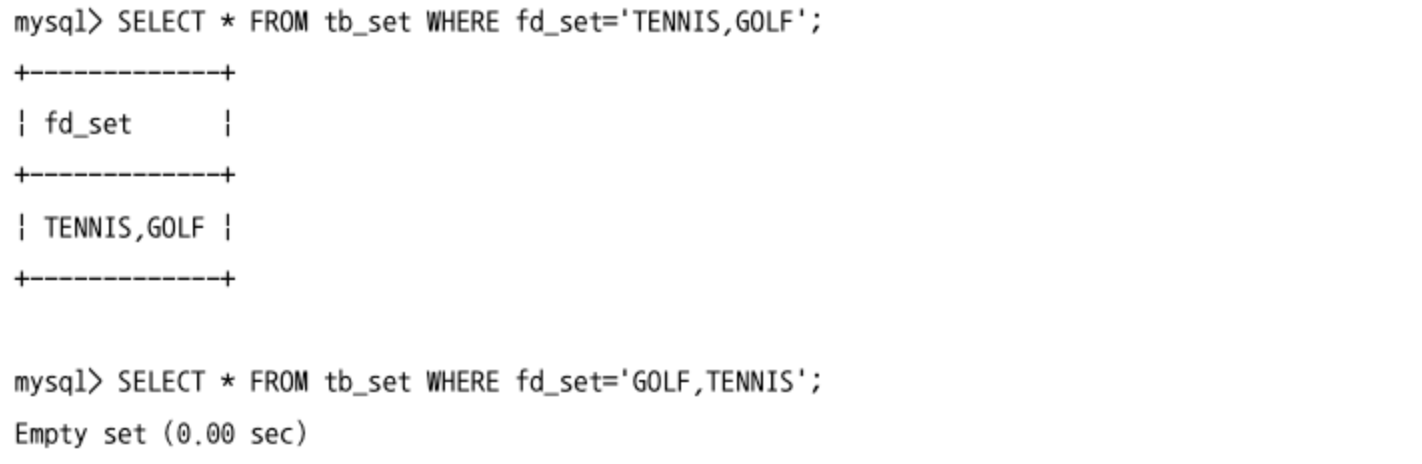 mysql> SELECT * FROM tb_set WHERE fd_set='TENNIS,GOLF';
+-------------+
¦ fd_set      ¦
+-------------+
¦ TENNIS,GOLF ¦
+-------------+
mysql> SELECT * FROM tb_set WHERE fd_set='GOLF,TENNIS';
Empty set (0.00 sec)